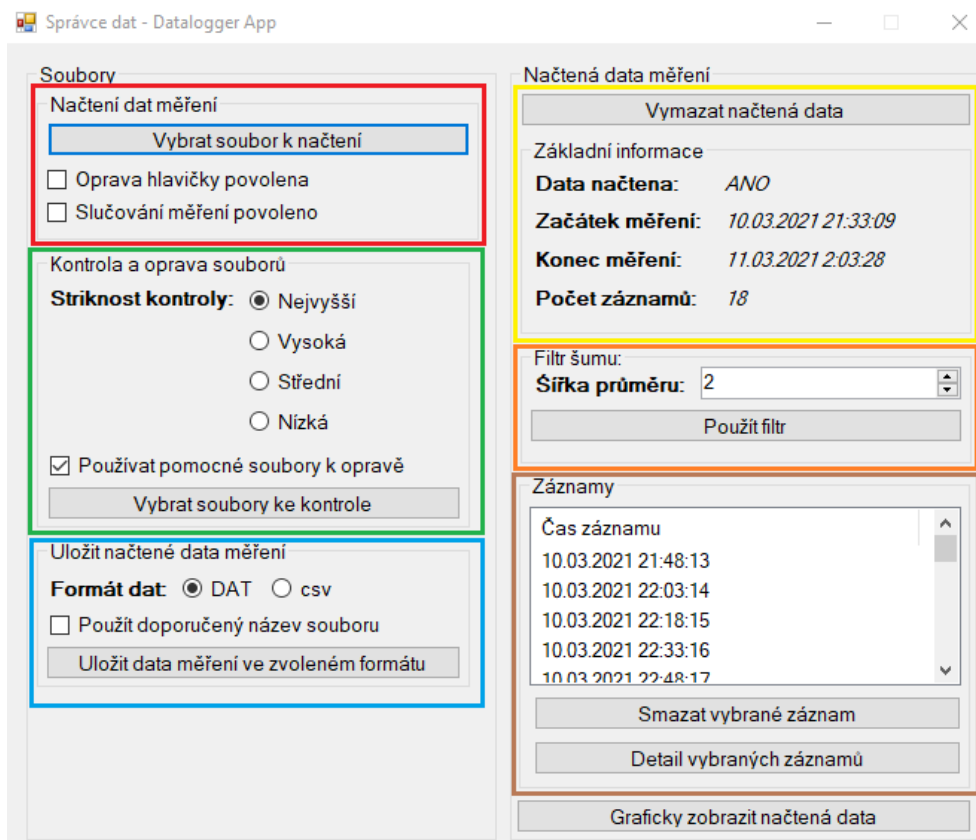 Správce dat - Datalogger App
Soubory
Načtení dat měření
Vybrat soubor k načtení
Oprava hlavičky povolena
Slučování měření povoleno
Kontrola a oprava souborů
Striknost kontroly: Nejvyšší
Vysoká
Střední
Nízká
Používat pomocné soubory k opravě
Vybrat soubory ke kontrole
Uložit načtené data měření
Formát dat: DAT csv
Použít doporučený název souboru
Uložit data měření ve zvoleném formátu
Načtená data měření
Vymazat načtená data
Základní informace
Data načtena: ANO
Začátek měření: 10.03.2021 21:33:09
Konec měření: 11.03.2021 2:03:28
Počet záznamů: 18
Filtr šumu:
Šířka průměru: 2
Použít filtr
Záznamy
Čas záznamu
10.03.2021 21:48:13
10.03.2021 22:03:14
10.03.2021 22:18:15
10.03.2021 22:33:16
10.03.2021 22:48:17
Smazat vybrané záznam
Detail vybraných záznamů
Graficky zobrazit načtená data